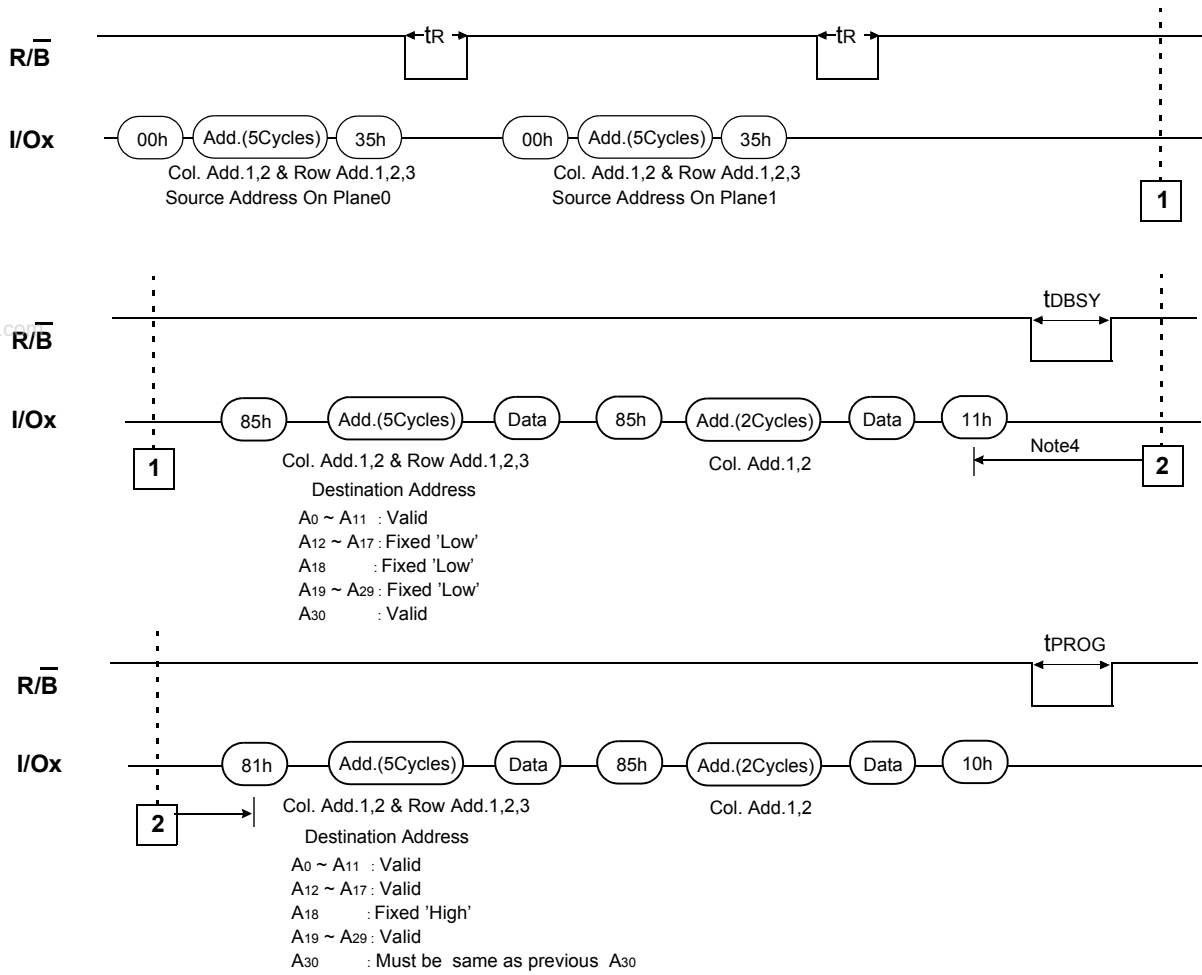 R/B
tR
tR
I/Ox
00h
Add.(5Cycles)
35h
00h
Add.(5Cycles)
35h
Col. Add.1,2 & Row Add.1,2,3
Source Address On Plane0
Col. Add.1,2 & Row Add.1,2,3
Source Address On Plane1
1
.com
R/B
tDBSY
I/Ox
85h
Add.(5Cycles)
Data
85h
Add.(2Cycles)
Data
11h
1
Col. Add.1,2 & Row Add.1,2,3
Col. Add.1,2
Note4
2
Destination Address
A0 ~ A11 : Valid
A12 ~ A17 : Fixed 'Low'
A18 : Fixed 'Low'
A19 ~ A29 : Fixed 'Low'
A30 : Valid
R/B
tPROG
I/Ox
81h
Add.(5Cycles)
Data
85h
Add.(2Cycles)
Data
10h
2
Col. Add.1,2 & Row Add.1,2,3
Col. Add.1,2
Destination Address
A0 ~ A11 : Valid
A12 ~ A17 : Valid
A18 : Fixed 'High'
A19 ~ A29 : Valid
A30 : Must be same as previous A30